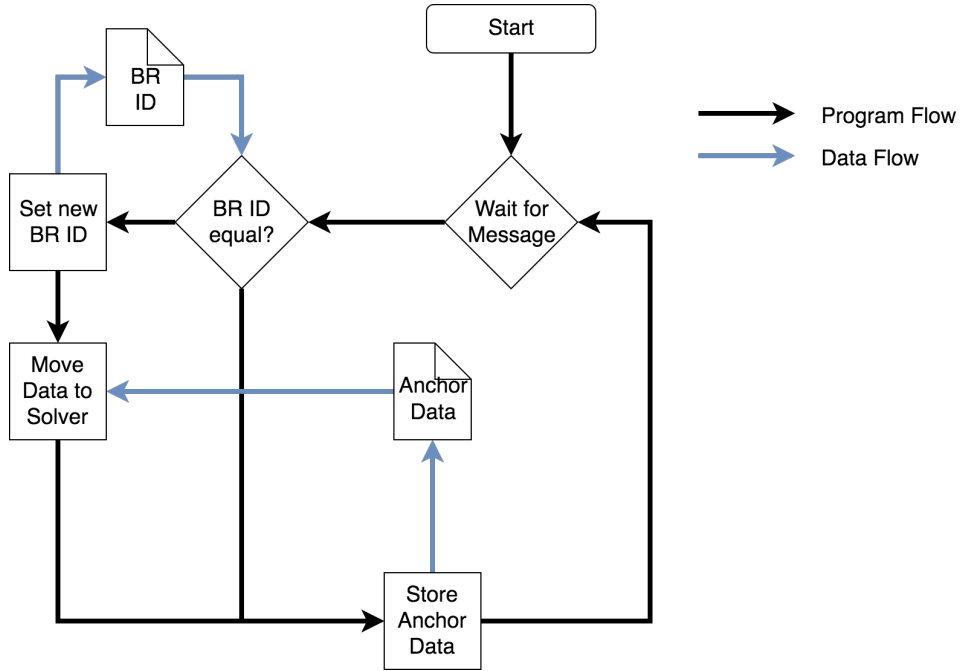 Start
BR
ID
Program Flow
Data Flow
Set new
BR ID
BR ID
equal?
Wait for
Message
Move
Data to
Solver
Anchor
Data
Store
Anchor
Data